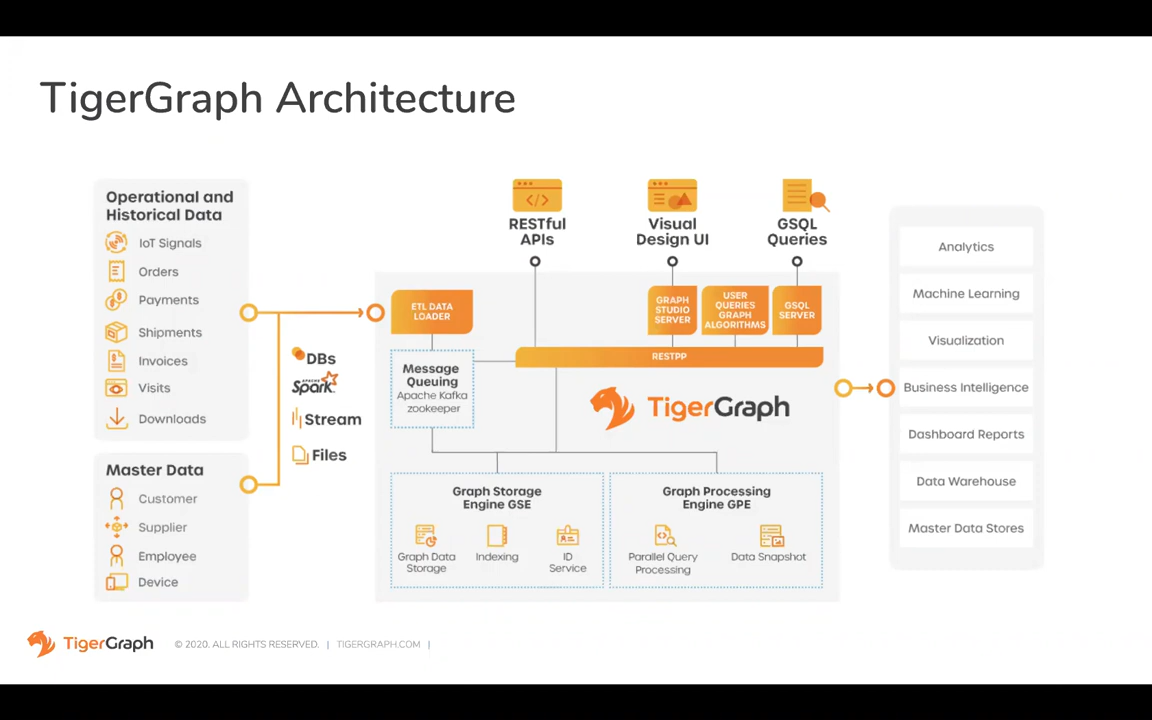 TigerGraph Architecture
Operational and
Historical Data
IoT Signals
Orders
Payments
Shipments
Invoices
Visits
Downloads
Master Data
Customer
Supplier
Employee
Device
DBs
APACHE
Spark
Stream
Files
RESTful
APIs
Visual
Design UI
GSQL
Queries
ETL DATA
LOADER
GRAPH
STUDIO
SERVER
USER
QUERIES
GRAPH
ALGORITHMS
GSQL
SERVER
RESTPP
Message
Queuing
Apache Kafka
zookeeper
TigerGraph
Graph Storage
Engine GSE
Graph Data
Storage
Indexing
ID
Service
Graph Processing
Engine GPE
Parallel Query
Processing
Data Snapshot
Analytics
Machine Learning
Visualization
Business Intelligence
Dashboard Reports
Data Warehouse
Master Data Stores
TigerGraph
© 2020. ALL RIGHTS RESERVED. | TIGERGRAPH.COM |